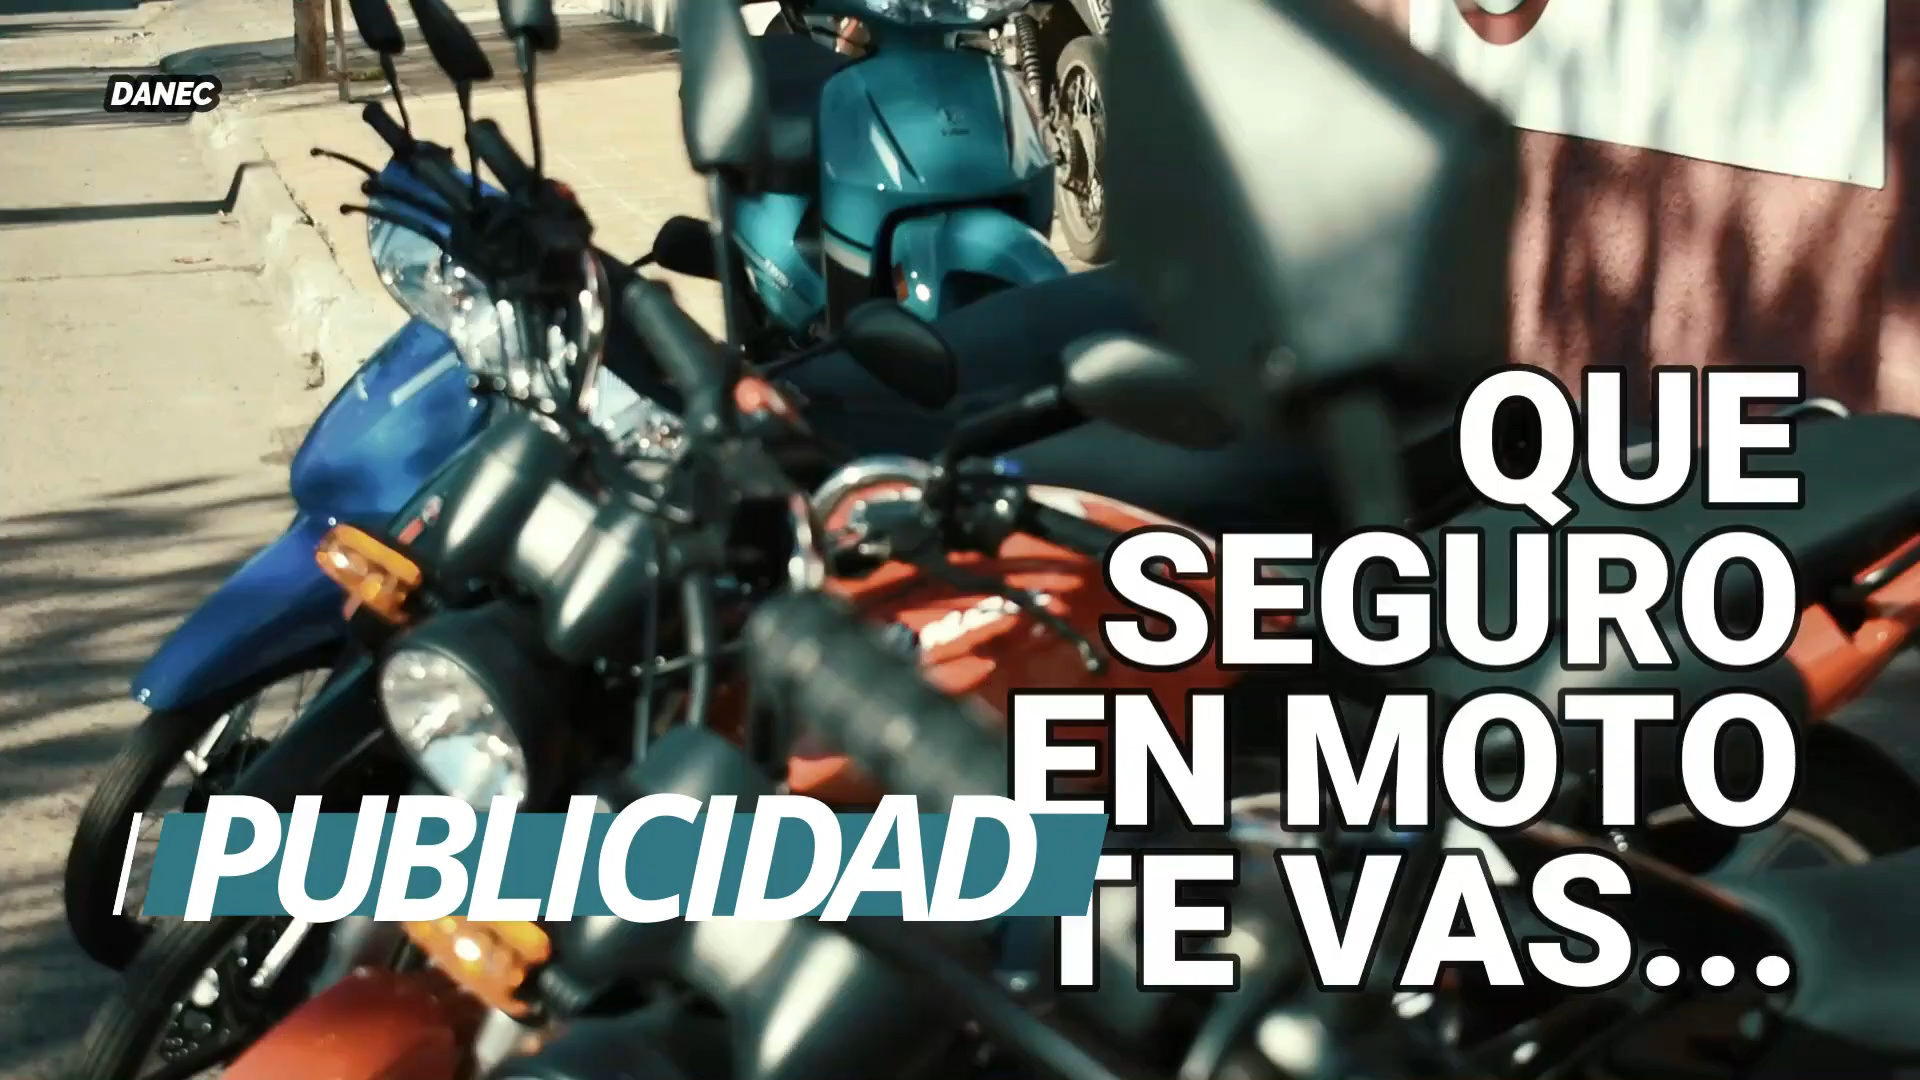 DANEC
QUE
SEGURO
EN MOTO
TE VAS...
PUBLICIDAD